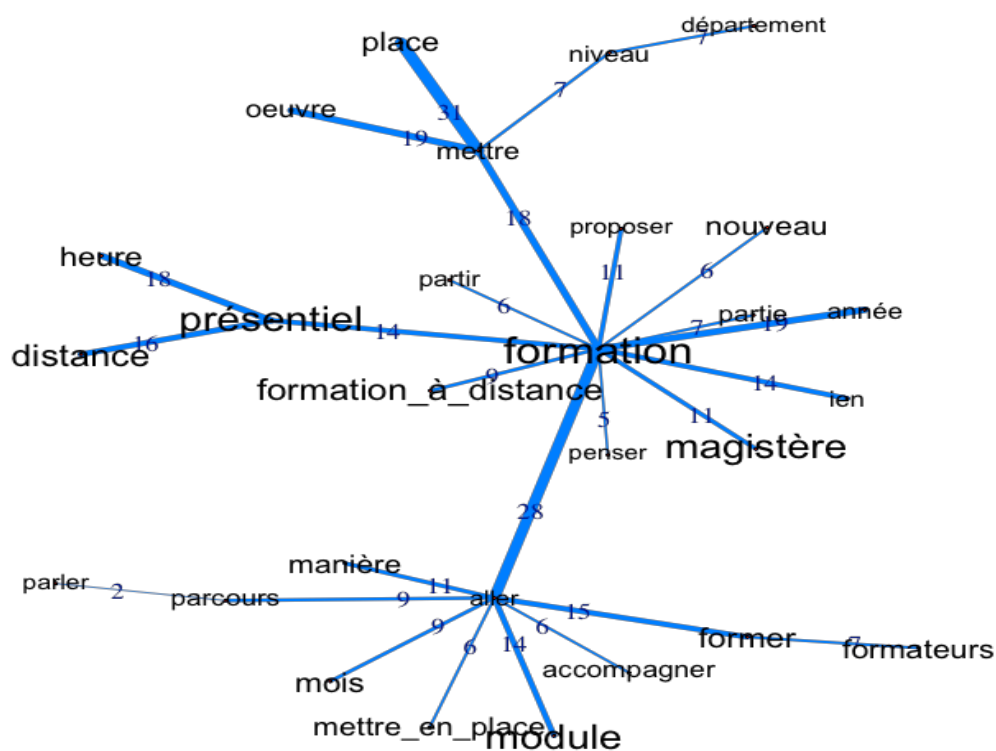 département
place
7
niveau
7
oeuvre
31
19
mettre
18
proposer
nouveau
heure
11
6
18
partir
6
présentiel
partie
année
7
19
14
formation
distance
16
9
14
formation_à_distance
lien
11
5
magistère
penser
28
manière
parler
11
2
parcours
9
aller
15
9
6
14
6
former
7
formateurs
accompagner
mois
mettre_en_place
module